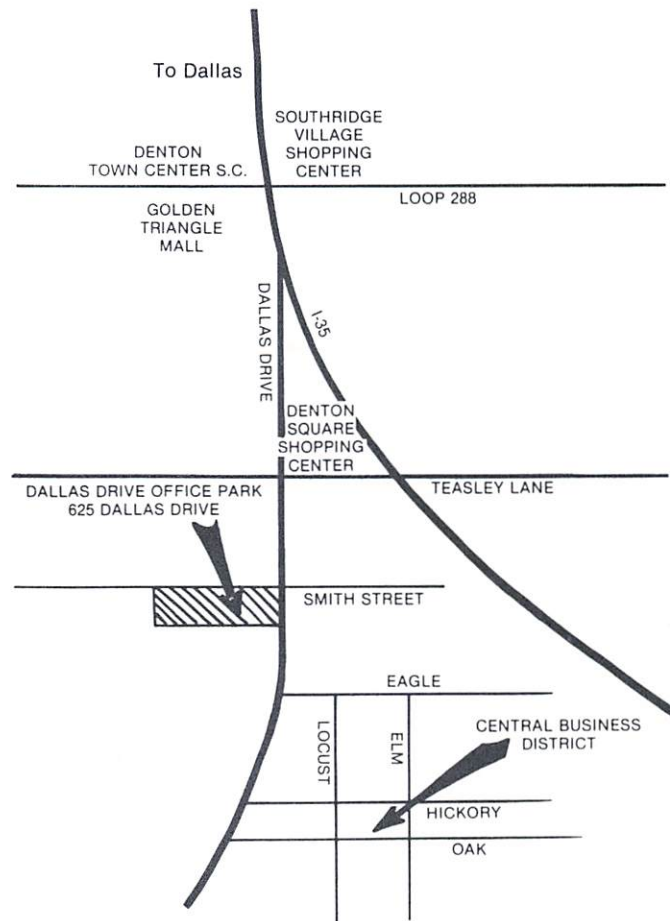 To Dallas
SOUTHRIDGE
VILLAGE
SHOPPING
CENTER
DENTON
TOWN CENTER S.C.
LOOP 288
GOLDEN
TRIANGLE
MALL
DALLAS DRIVE
I-35
DENTON
SQUARE
SHOPPING
CENTER
TEASLEY LANE
DALLAS DRIVE OFFICE PARK
625 DALLAS DRIVE
SMITH STREET
EAGLE
LOCUST
ELM
CENTRAL BUSINESS
DISTRICT
HICKORY
OAK